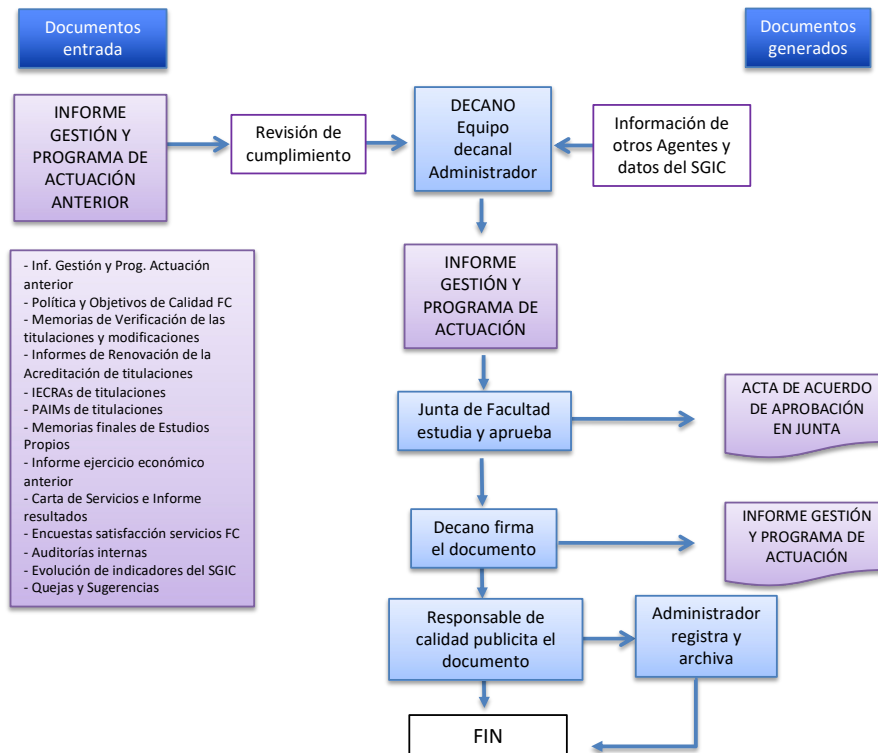 Documentos
entrada
Documentos
generados
INFORME
GESTIÓN Y
PROGRAMA DE
ACTUACIÓN
ANTERIOR
Revisión de
cumplimiento
DECANO
Equipo
decanal
Administrador
Información de
otros Agentes y
datos del SGIC
- Inf. Gestión y Prog. Actuación
anterior
- Política y Objetivos de Calidad FC
- Memorias de Verificación de las
titulaciones y modificaciones
- Informes de Renovación de la
Acreditación de titulaciones
- IECRAs de titulaciones
- PAIMs de titulaciones
- Memorias finales de Estudios
Propios
- Informe ejercicio económico
anterior
- Carta de Servicios e Informe
resultados
- Encuestas satisfacción servicios FC
- Auditorías internas
- Evolución de indicadores del SGIC
- Quejas y Sugerencias
INFORME
GESTIÓN Y
PROGRAMA DE
ACTUACIÓN
Junta de Facultad
estudia y aprueba
ACTA DE ACUERDO
DE APROBACIÓN
EN JUNTA
Decano firma
el documento
INFORME GESTIÓN
Y PROGRAMA DE
ACTUACIÓN
Responsable de
calidad publicita el
documento
Administrador
registra y
archiva
FIN